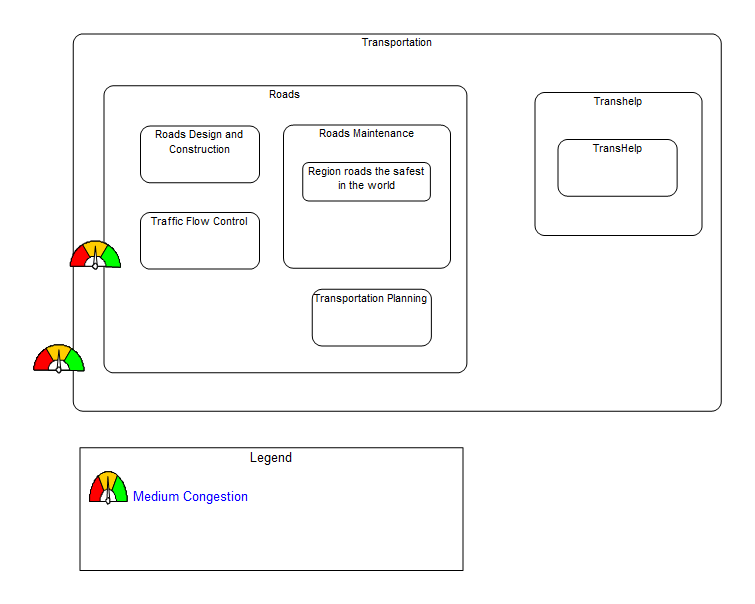 Transportation
Roads
Roads Design and
Construction
Traffic Flow Control
Roads Maintenance
Region roads the safest
in the world
Transportation Planning
Transhelp
TransHelp
Legend
Medium Congestion